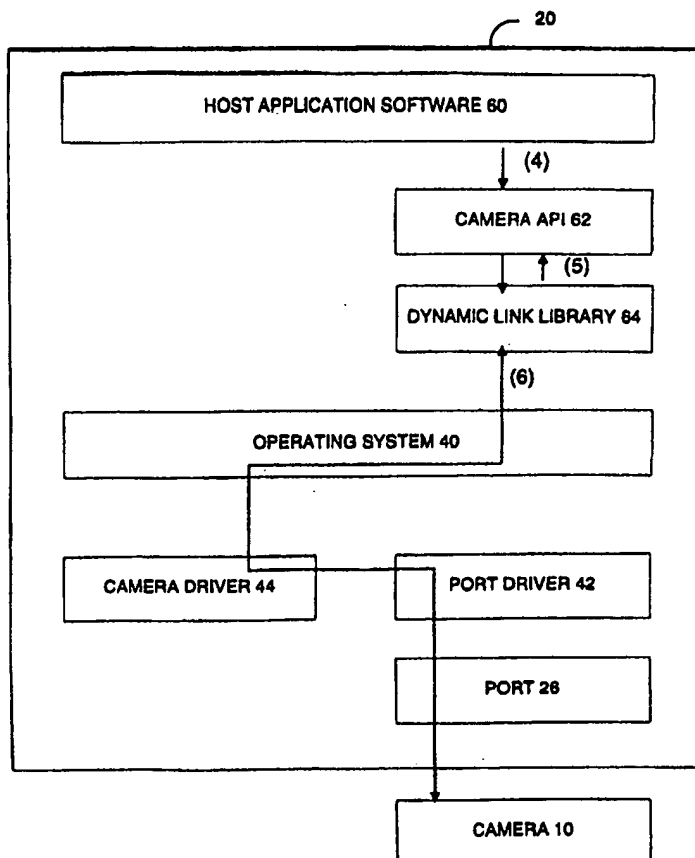 20
HOST APPLICATION SOFTWARE 60
(4)
CAMERA API 62
(5)
DYNAMIC LINK LIBRARY 64
(6)
OPERATING SYSTEM 40
CAMERA DRIVER 44
PORT DRIVER 42
PORT 26
CAMERA 10